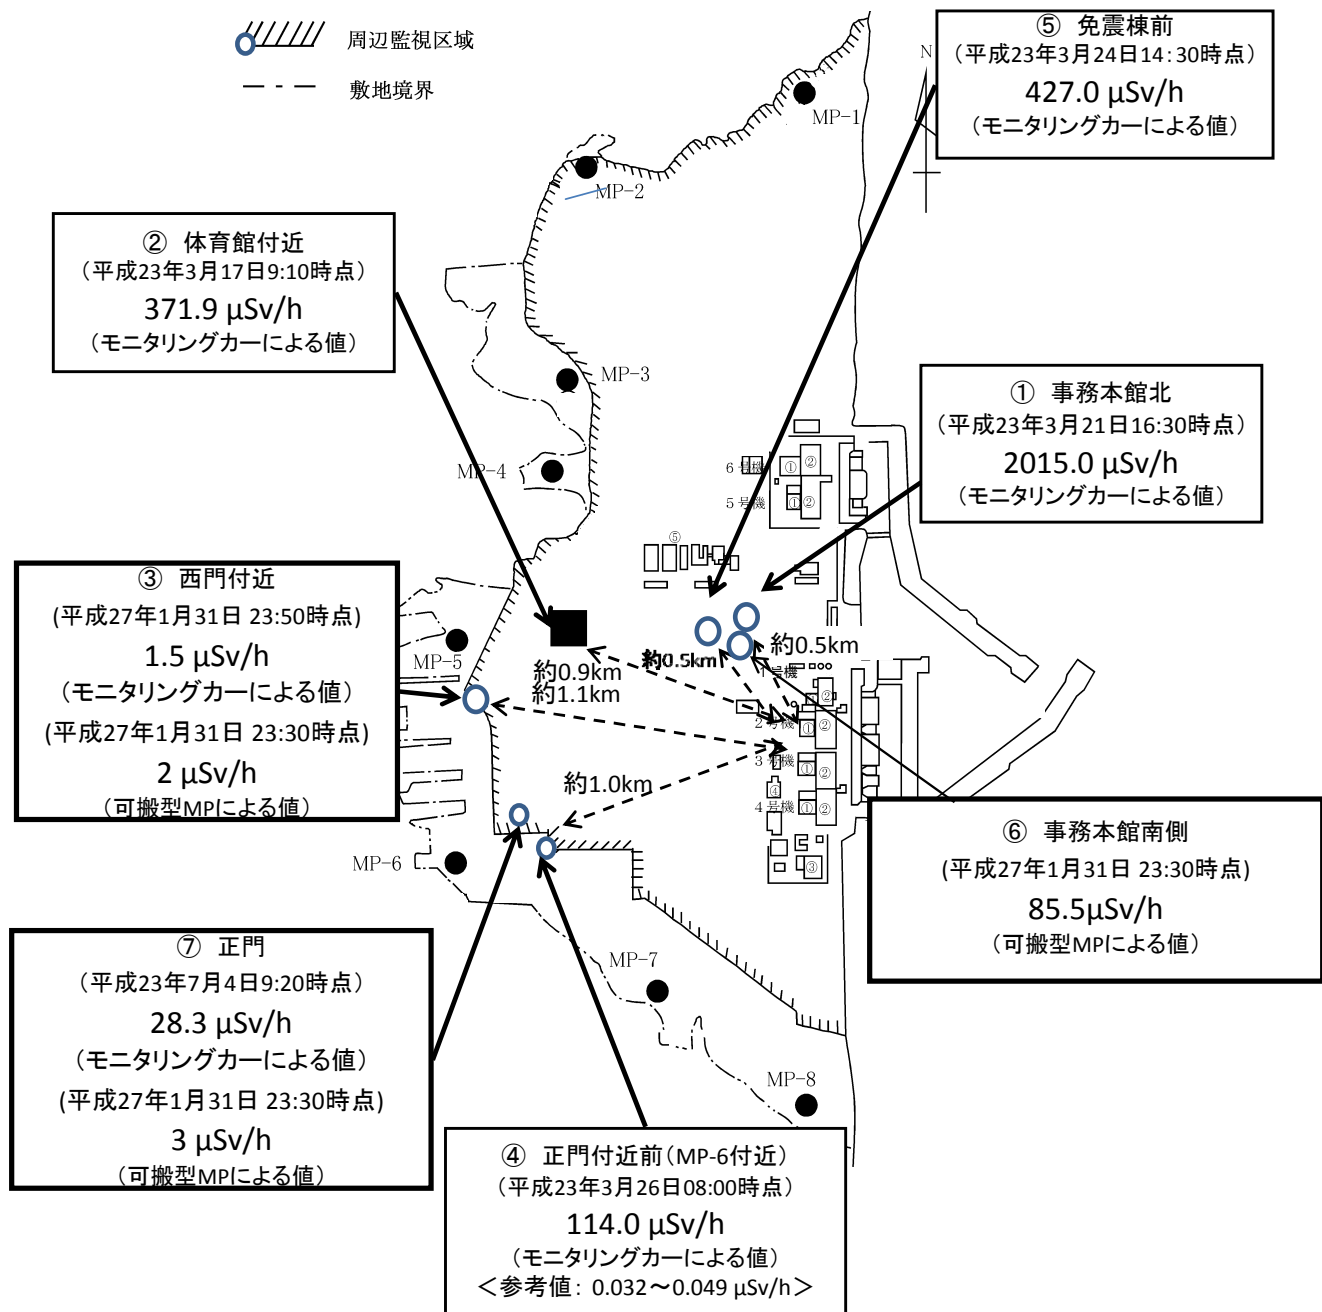 周辺監視区域
敷地境界
⑤ 免震棟前
(平成23年3月24日14:30時点)
427.0 μSv/h
(モニタリングカーによる値)
N
MP-1
MP-2
② 体育館付近
(平成23年3月17日9:10時点)
371.9 μSv/h
(モニタリングカーによる値)
MP-3
① 事務本館北
(平成23年3月21日16:30時点)
2015.0 μSv/h
(モニタリングカーによる値)
MP-4
6号機
①
②
5号機
①
②
⑤
③ 西門付近
(平成27年1月31日 23:50時点)
1.5 μSv/h
(モニタリングカーによる値)
(平成27年1月31日 23:30時点)
2 μSv/h
(可搬型MPによる値)
MP-5
約0.9km
約1.1km
約0.5km
約0.5km
1号機
②
2号機
①
②
3号機
①
②
④
4号機
①
②
③
約1.0km
MP-6
⑥ 事務本館南側
(平成27年1月31日 23:30時点)
85.5μSv/h
(可搬型MPによる値)
⑦ 正門
(平成23年7月4日9:20時点)
28.3 μSv/h
(モニタリングカーによる値)
(平成27年1月31日 23:30時点)
3 μSv/h
(可搬型MPによる値)
MP-7
MP-8
④ 正門付近前(MP-6付近)
(平成23年3月26日08:00時点)
114.0 μSv/h
(モニタリングカーによる値)
<参考値: 0.032~0.049 μSv/h>